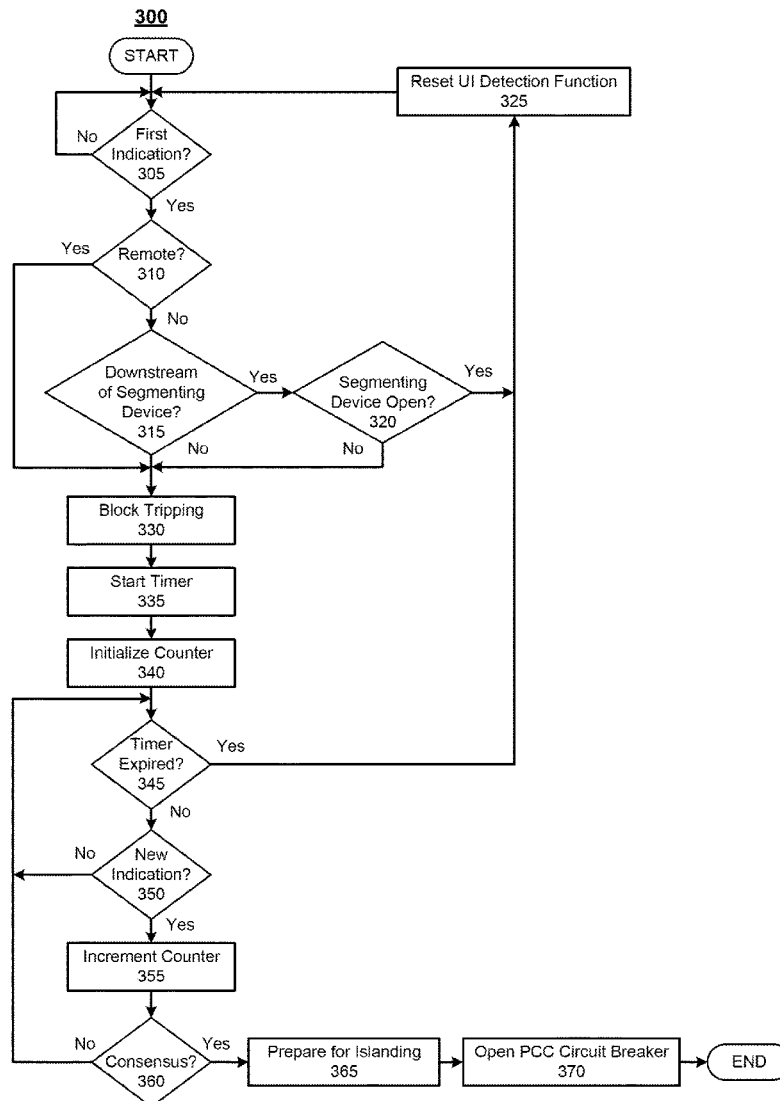 300
START
Reset UI Detection Function
325
No
First
Indication?
305
Yes
Yes
Remote?
310
No
Downstream
of Segmenting
Device?
315
Yes
Segmenting
Device Open?
320
Yes
No
No
Block Tripping
330
Start Timer
335
Initialize Counter
340
Timer
Expired?
345
Yes
No
No
New
Indication?
350
Yes
Increment Counter
355
No
Consensus?
360
Yes
Prepare for Islanding
365
Open PCC Circuit Breaker
370
END